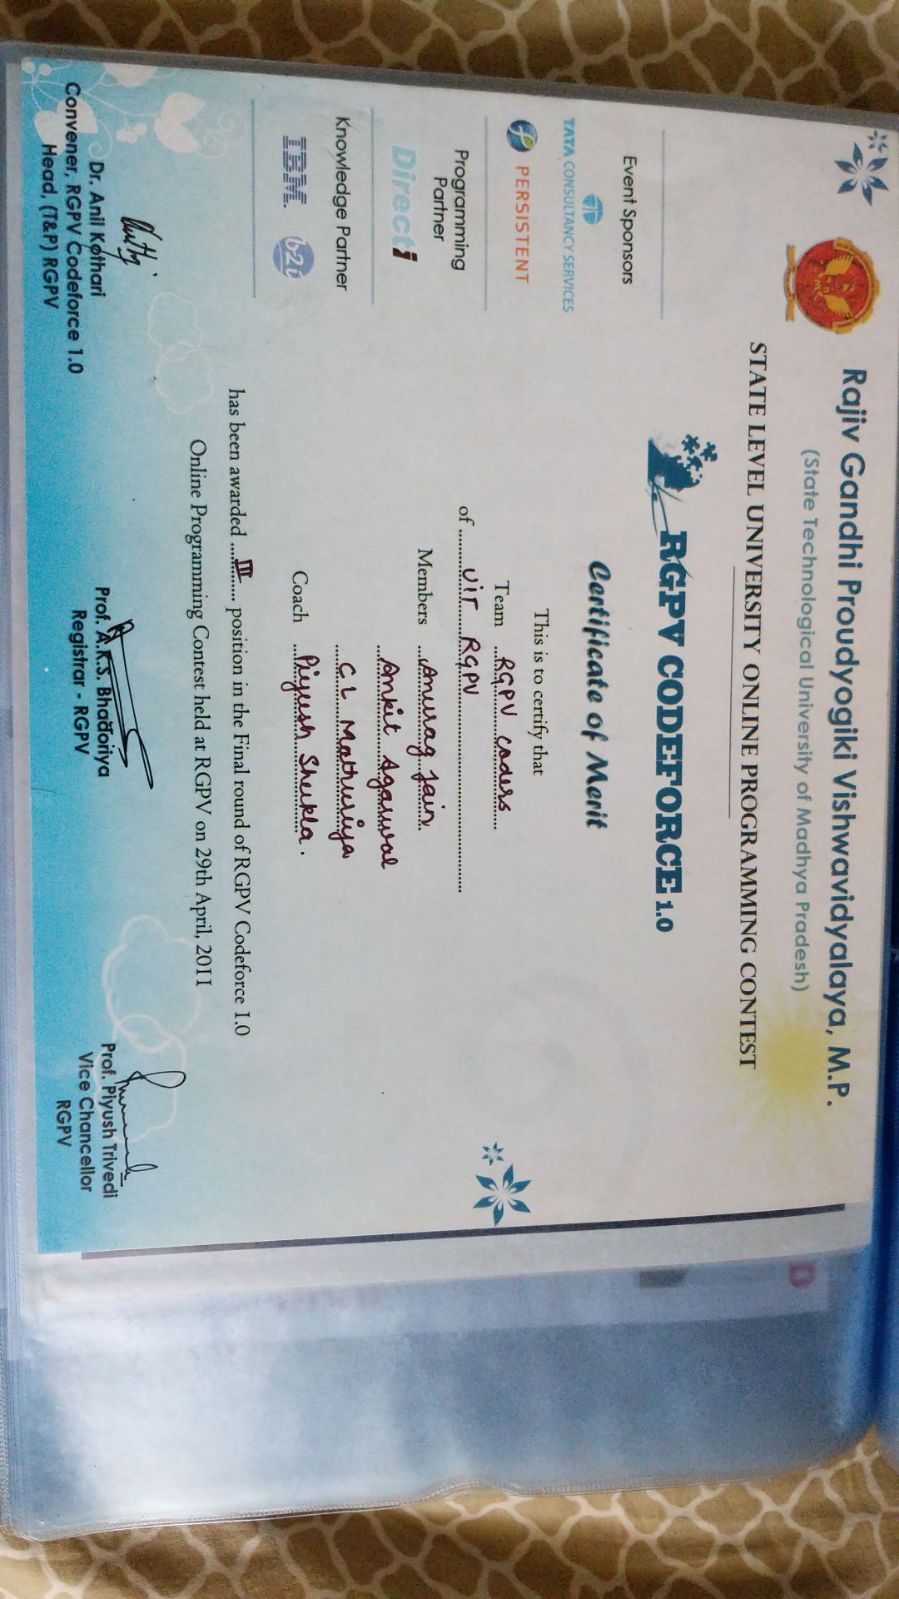 Rajiv Gandhi Proudyogiki Vishwavidyalaya, M.P.
(State Technological University of Madhya Pradesh)
STATE LEVEL UNIVERSITY ONLINE PROGRAMMING CONTEST
RGPV CODEFORCE 1.0
Certificate of Merit
This is to certify that
Team RGPV coders
of UIT RGPV
Members Anurag Jain
Ankit Agarwal
C L Mathuriya
Coach Piyush Shukla.
has been awarded III position in the Final round of RGPV Codeforce 1.0
Online Programming Contest held at RGPV on 29th April, 2011
Event Sponsors
TATA CONSULTANCY SERVICES
PERSISTENT
Programming
Partner
Directi
Knowledge Partner
IBM. b2i
Dr. Anil Kothari
Convener, RGPV Codeforce 1.0
Head, (T&P) RGPV
Prof. A.K.S. Bhadoriya
Registrar - RGPV
Prof. Piyush Trivedi
Vice Chancellor
RGPV
D